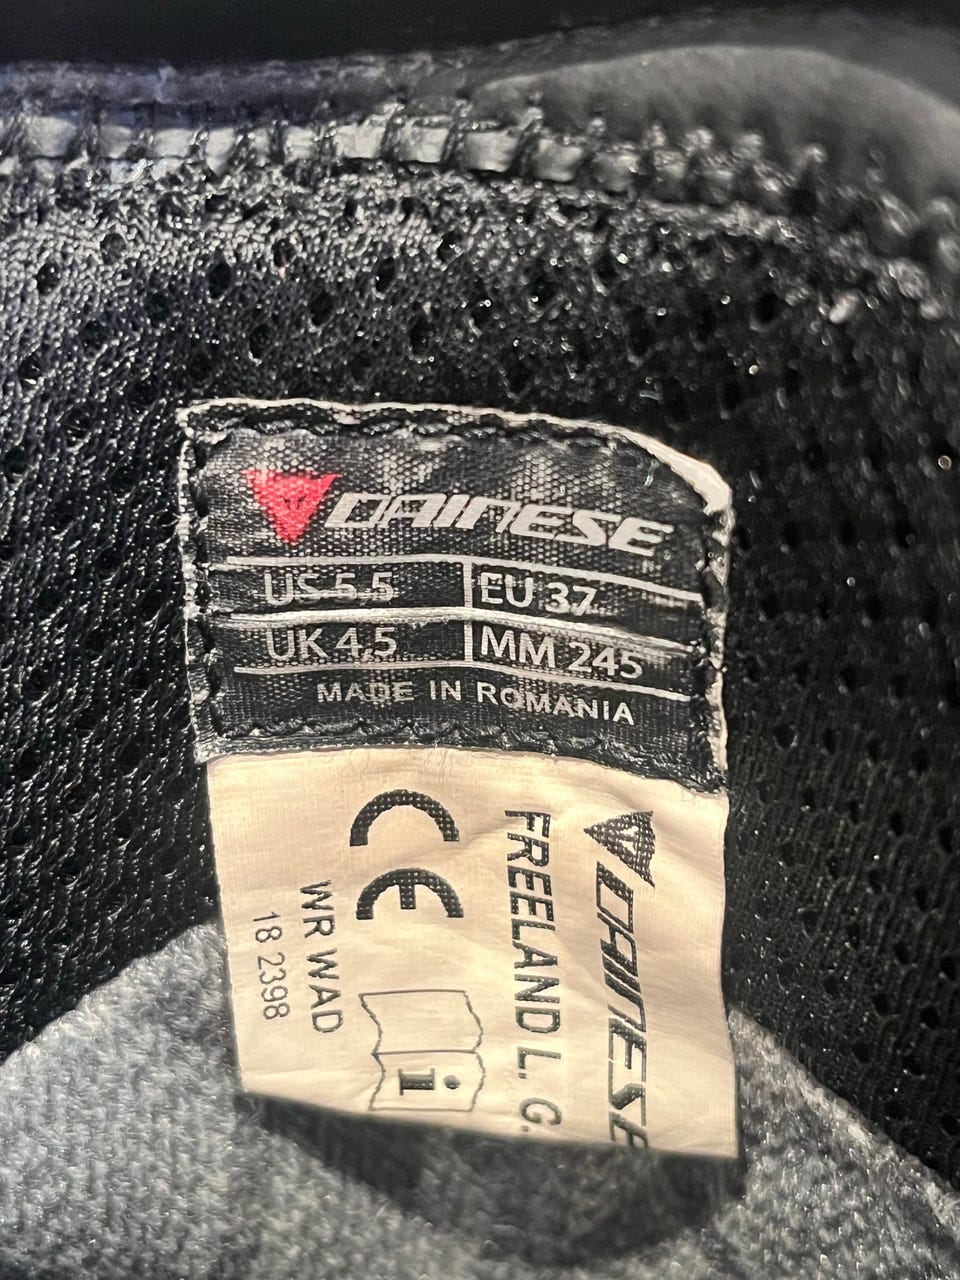 DAINESE
US 5,5 EU 37
UK 4,5 MM 245
MADE IN ROMANIA
DAINESE
FREELAND L. G.
CE
i
WR WAD
18 2398